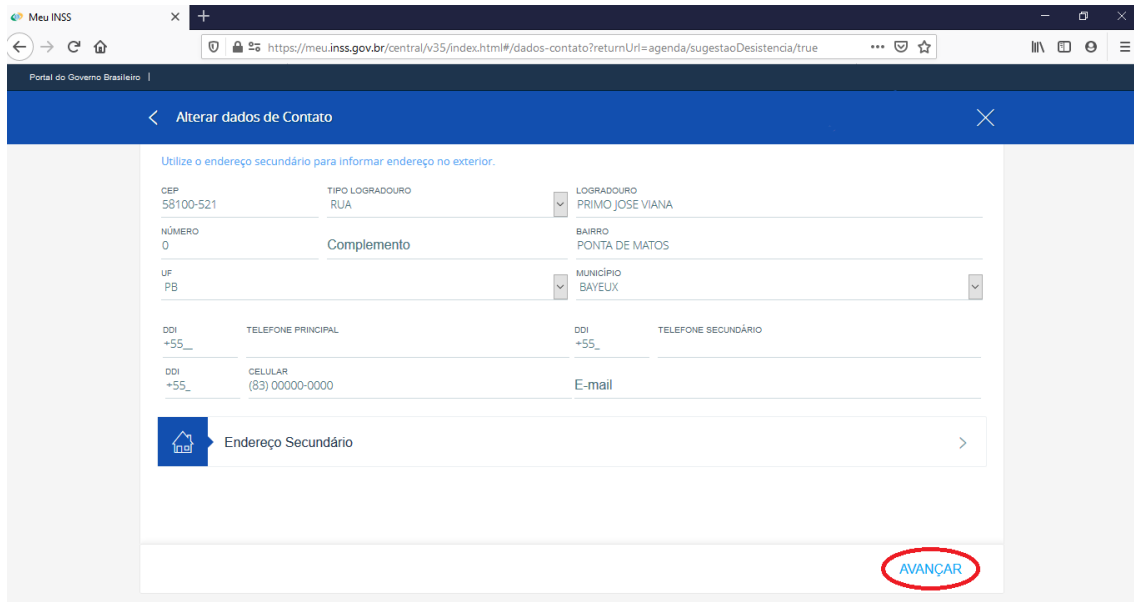 Meu INSS
https://meu.inss.gov.br/central/v35/index.html#/dados-contato?returnUrl=agenda/sugestaoDesistencia/true
Portal do Governo Brasileiro |
Alterar dados de Contato
Utilize o endereço secundário para informar endereço no exterior.
CEP TIPO LOGRADOURO LOGRADOURO
58100-521 RUA PRIMO JOSE VIANA
NÚMERO BAIRRO
0 Complemento PONTA DE MATOS
UF MUNICÍPIO
PB BAYEUX
DDI TELEFONE PRINCIPAL DDI TELEFONE SECUNDÁRIO
+55__ +55_
DDI CELULAR
+55_ (83) 00000-0000 E-mail
Endereço Secundário
AVANÇAR